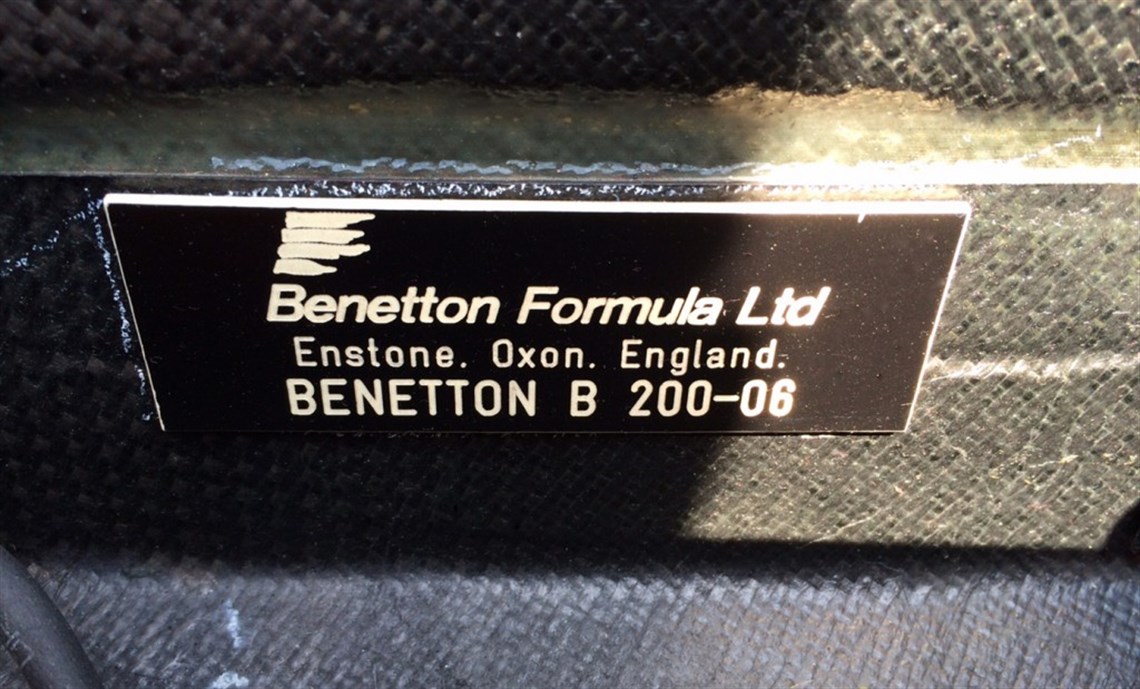 Benetton Formula Ltd
Enstone. Oxon. England.
BENETTON B 200-06